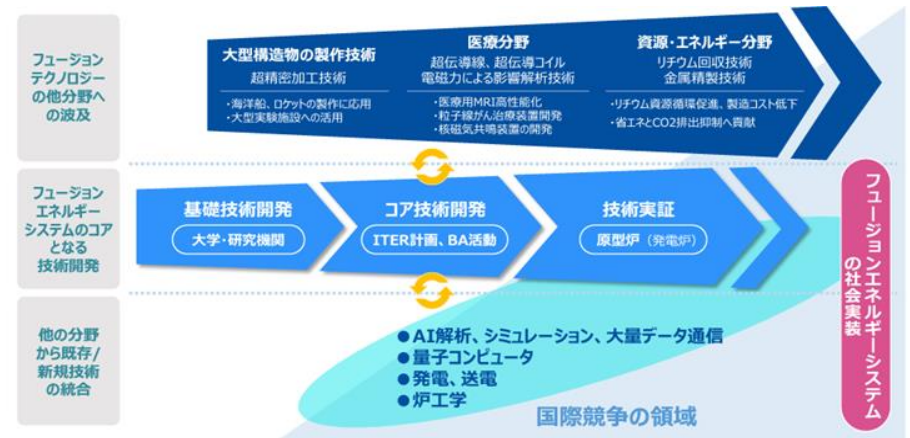 フュージョン
テクノロジー
の他分野へ
の波及
大型構造物の製作技術
超精密加工技術
・海洋船、ロケットの製作に応用
・大型実験施設への活用
医療分野
超伝導線、超伝導コイル
電磁力による影響解析技術
・医療用MRI高性能化
・粒子線がん治療装置開発
・核磁気共鳴装置の開発
資源・エネルギー分野
リチウム回収技術
金属精製技術
・リチウム資源循環促進、製造コスト低下
・省エネとCO2排出抑制へ貢献
フュージョン
エネルギー
システムのコア
となる
技術開発
基礎技術開発
大学・研究機関
コア技術開発
ITER計画、BA活動
技術実証
原型炉（発電炉）
他の分野
から既存/
新規技術
の統合
●AI解析、シミュレーション、大量データ通信
●量子コンピュータ
●発電、送電
●炉工学
国際競争の領域
フュージョンエネルギーシステム
の社会実装